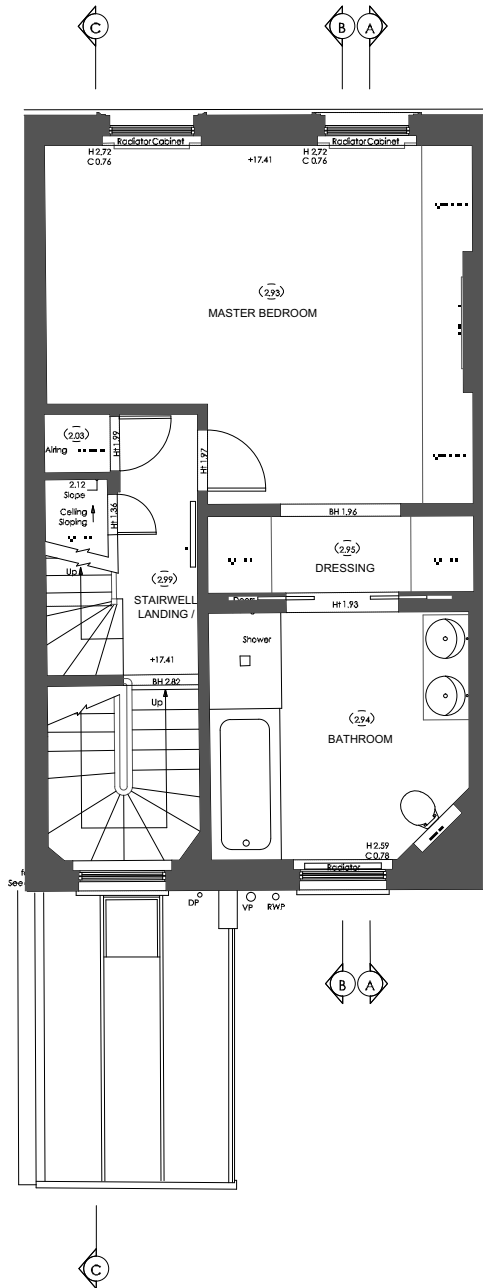 C
B
A
Radiator Cabinet
Radiator Cabinet
H 2.72
C 0.76
+17.41
H 2.72
C 0.76
(2.93)
MASTER BEDROOM
(2.03)
Airing
Ht 1.99
Ht 1.97
2.12
Slope
Ceiling
Sloping
Ht 1.36
Up
BH 1.96
(2.95)
DRESSING
(2.99)
STAIRWELL
LANDING /
Doors
Ht 1.93
Shower
+17.41
BH 2.82
Up
(2.94)
BATHROOM
H 2.59
C 0.78
Radiator
See
DP
VP
RWP
B
A
C